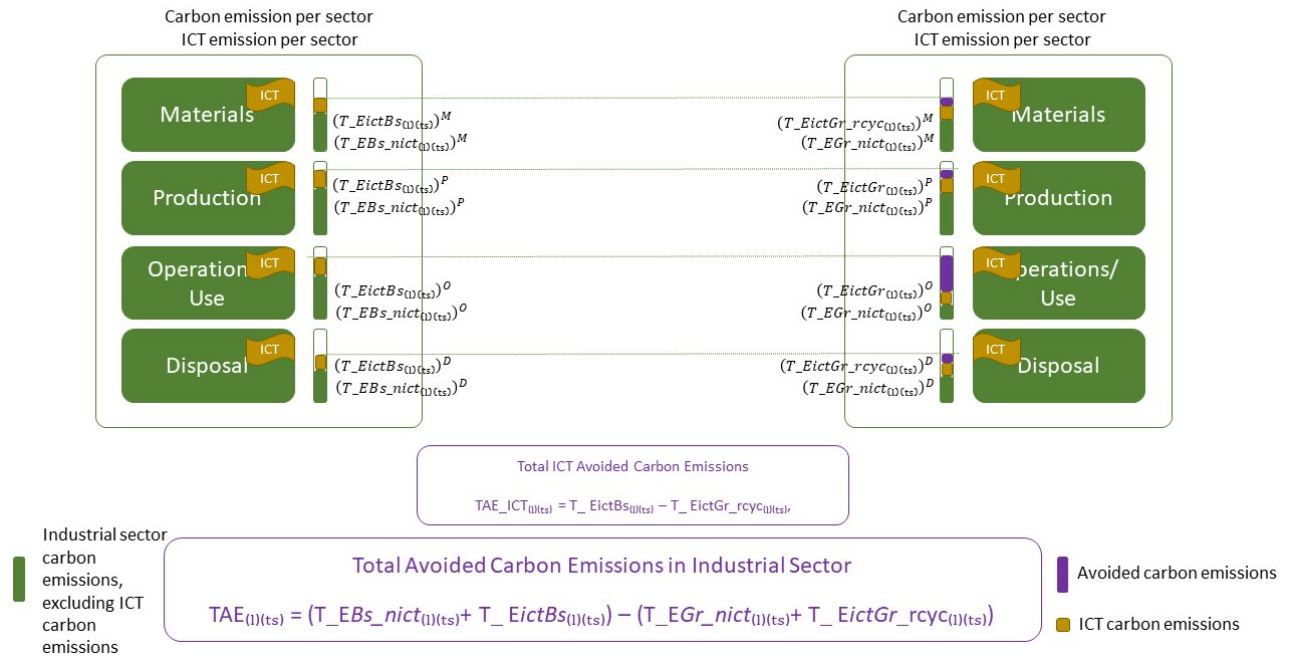 Carbon emission per sector
ICT emission per sector
Materials
ICT
(T_EictBs₍ₗ₎₍ts₎)^M
(T_EBs_nict₍ₗ₎₍ts₎)^M
Production
ICT
(T_EictBs₍ₗ₎₍ts₎)^P
(T_EBs_nict₍ₗ₎₍ts₎)^P
Operation
Use
ICT
(T_EictBs₍ₗ₎₍ts₎)^O
(T_EBs_nict₍ₗ₎₍ts₎)^O
Disposal
ICT
(T_EictBs₍ₗ₎₍ts₎)^D
(T_EBs_nict₍ₗ₎₍ts₎)^D
Carbon emission per sector
ICT emission per sector
(T_EictGr_rcyc₍ₗ₎₍ts₎)^M
(T_EGr_nict₍ₗ₎₍ts₎)^M
ICT
Materials
(T_EictGr₍ₗ₎₍ts₎)^P
(T_EGr_nict₍ₗ₎₍ts₎)^P
ICT
Production
(T_EictGr₍ₗ₎₍ts₎)^O
(T_EGr_nict₍ₗ₎₍ts₎)^O
ICT
perations/
Use
(T_EictGr_rcyc₍ₗ₎₍ts₎)^D
(T_EGr_nict₍ₗ₎₍ts₎)^D
ICT
Disposal
Total ICT Avoided Carbon Emissions
TAE_ICT₍ₗ₎₍ts₎ = T_ EictBs₍ₗ₎₍ts₎ – T_ EictGr_rcyc₍ₗ₎₍ts₎,
Industrial sector
carbon
emissions,
excluding ICT
carbon
emissions
Total Avoided Carbon Emissions in Industrial Sector
TAE₍ₗ₎₍ts₎ = (T_EBs_nict₍ₗ₎₍ts₎+ T_ EictBs₍ₗ₎₍ts₎) – (T_EGr_nict₍ₗ₎₍ts₎+ T_ EictGr_rcyc₍ₗ₎₍ts₎)
Avoided carbon emissions
ICT carbon emissions